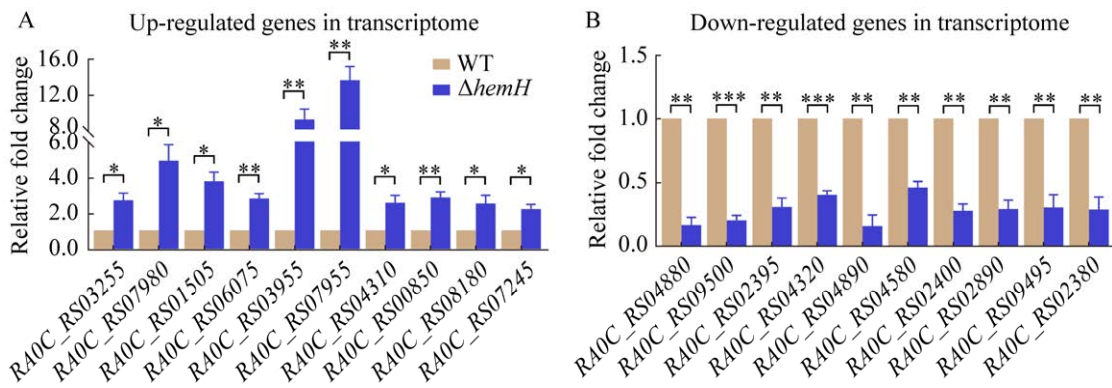 A Up-regulated genes in transcriptome
Relative fold change
16.0
12.0
8.0
6.0
4.0
2.0
0.0
* * * ** ** ** * ** * *
WT
ΔhemH
RA0C_RS03255
RA0C_RS07980
RA0C_RS01505
RA0C_RS06075
RA0C_RS03955
RA0C_RS07955
RA0C_RS04310
RA0C_RS00850
RA0C_RS08180
RA0C_RS07245
B Down-regulated genes in transcriptome
Relative fold change
1.5
1.0
0.5
0.0
** *** ** *** ** ** ** ** ** **
RA0C_RS04880
RA0C_RS09500
RA0C_RS02395
RA0C_RS04320
RA0C_RS04890
RA0C_RS04580
RA0C_RS02400
RA0C_RS02890
RA0C_RS09495
RA0C_RS02380